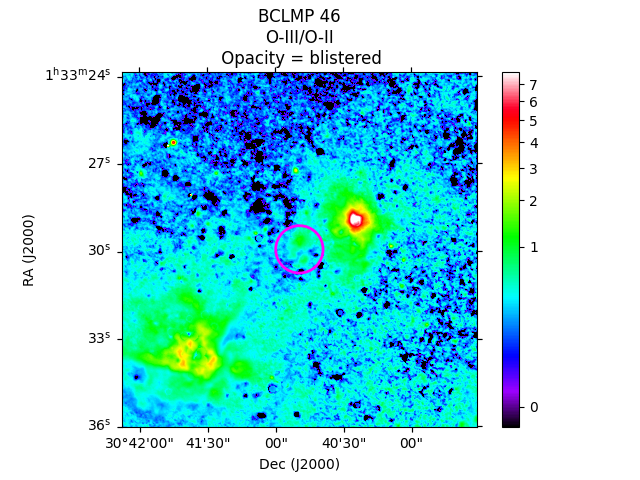 BCLMP 46
O-III/O-II
Opacity = blistered
1ʰ33ᵐ24ˢ
27ˢ
30ˢ
33ˢ
36ˢ
RA (J2000)
30°42'00" 41'30" 00" 40'30" 00"
Dec (J2000)
7
6
5
4
3
2
1
0